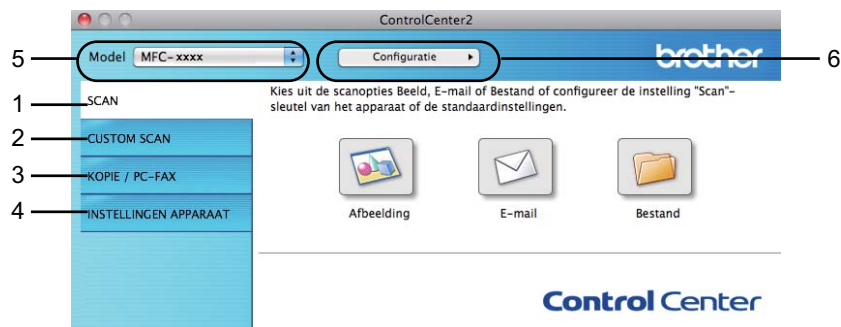 ControlCenter2
5
Model MFC-xxxx
Configuratie
6
brother
1
SCAN
2
CUSTOM SCAN
3
KOPIE / PC-FAX
4
INSTELLINGEN APPARAAT
Kies uit de scanopties Beeld, E-mail of Bestand of configureer de instelling "Scan"-
sleutel van het apparaat of de standaardinstellingen.
Afbeelding
E-mail
Bestand
Control Center